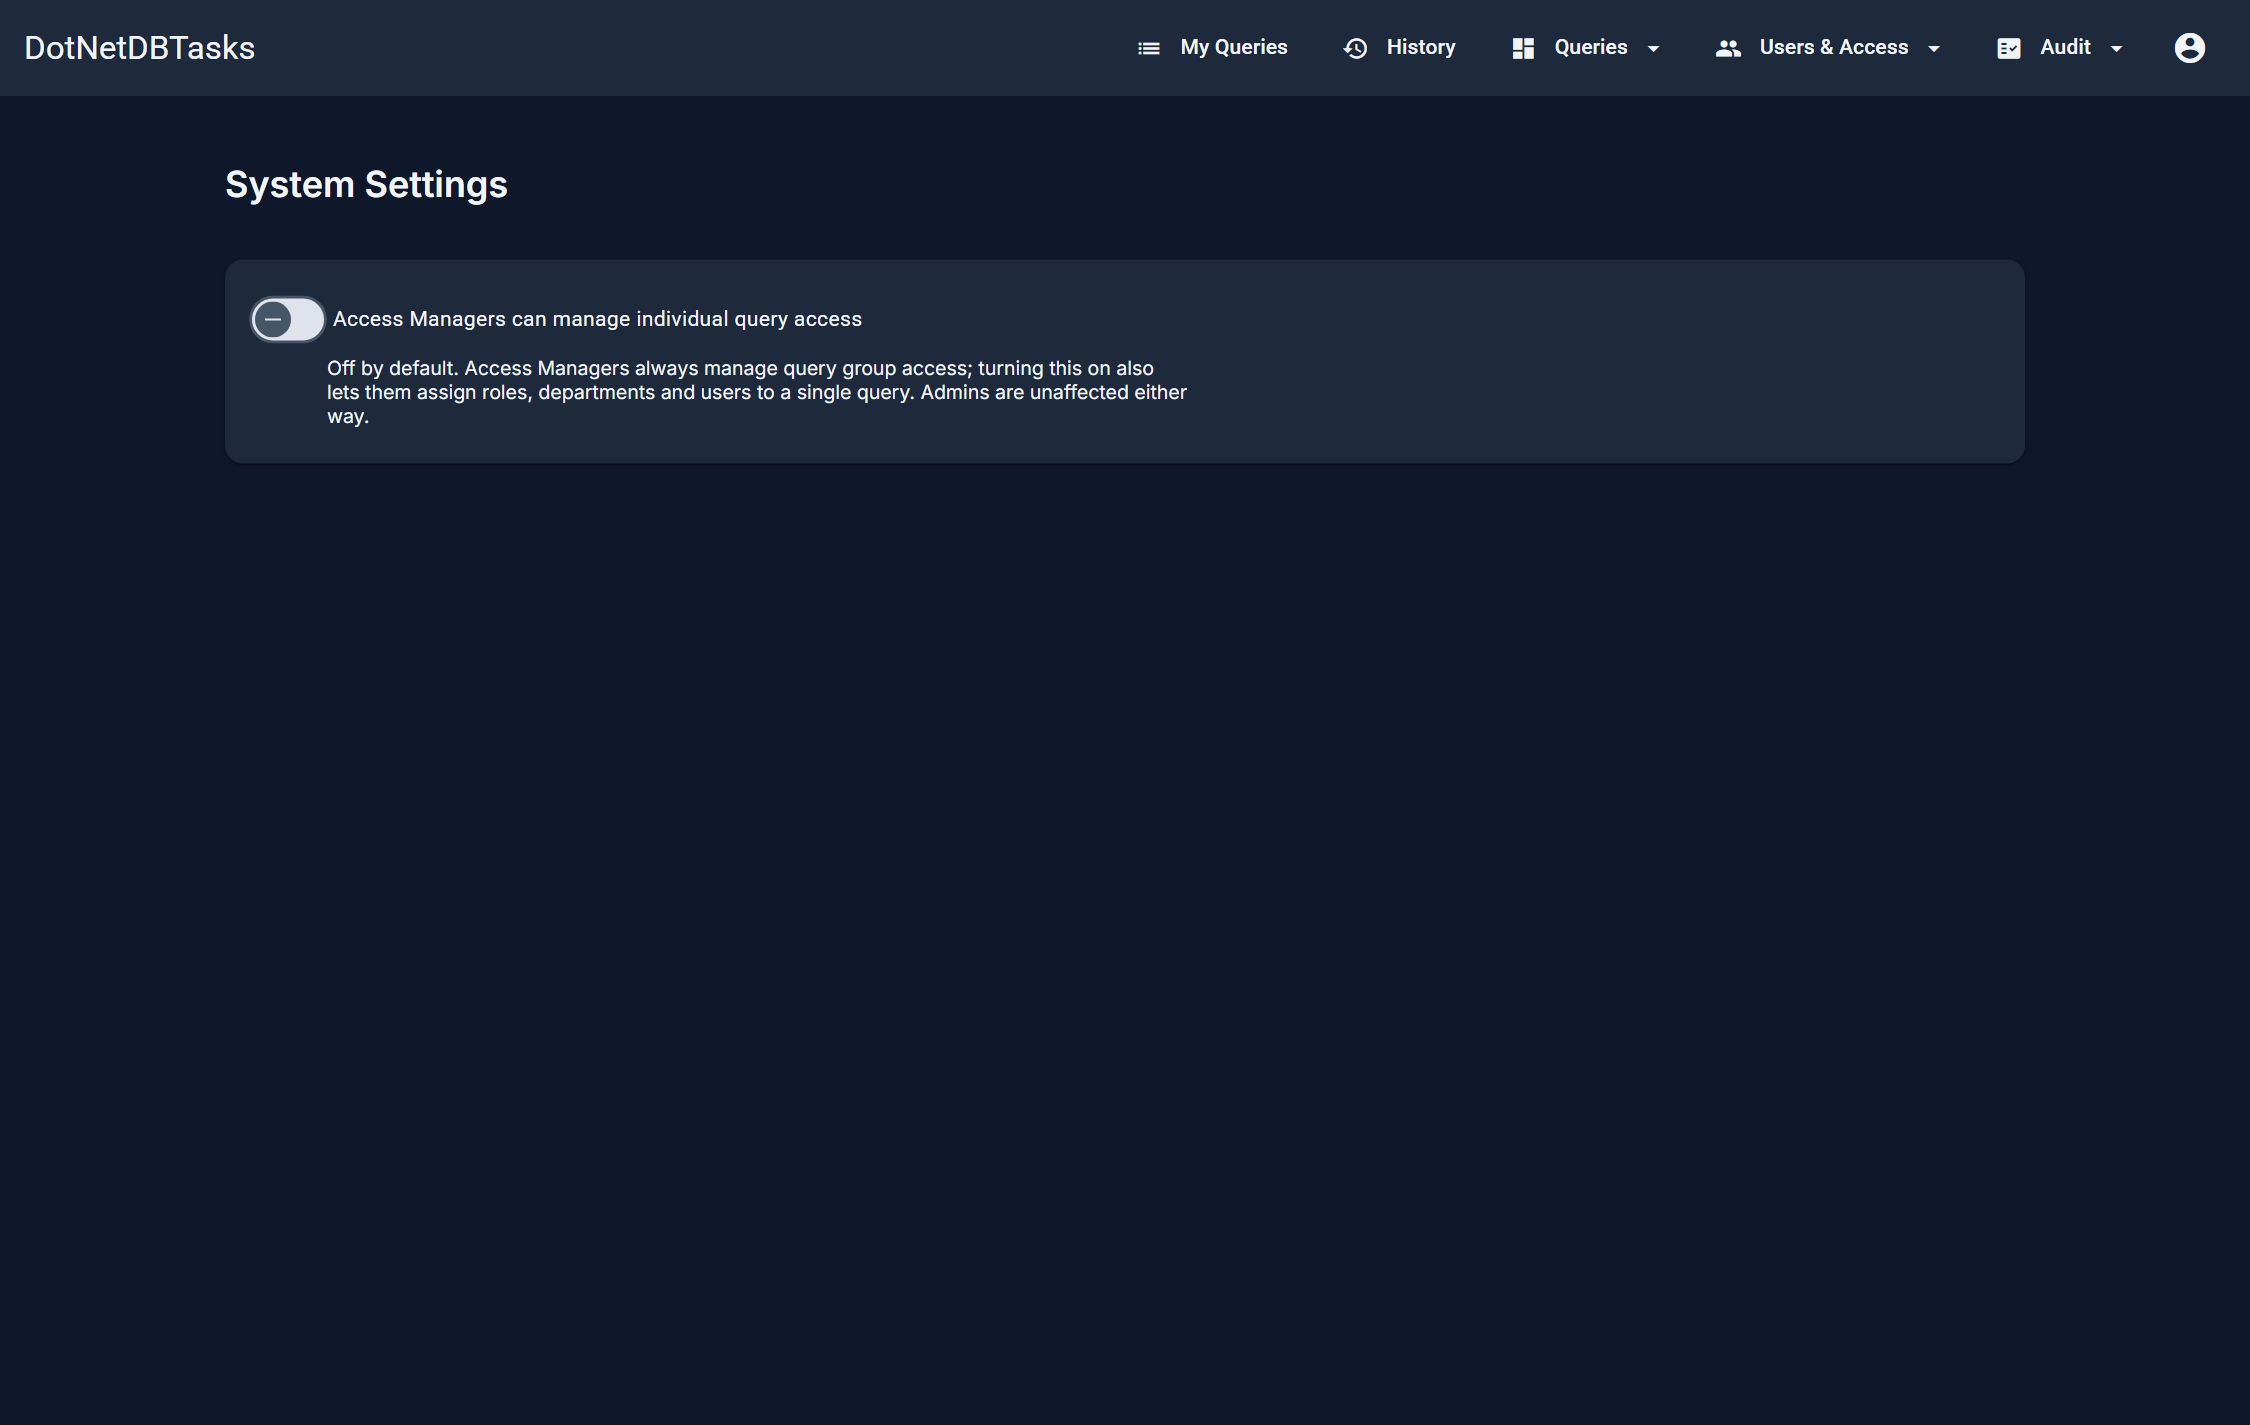 DotNetDBTasks
My Queries
History
Queries
Users & Access
Audit
System Settings
Access Managers can manage individual query access
Off by default. Access Managers always manage query group access; turning this on also
lets them assign roles, departments and users to a single query. Admins are unaffected either
way.